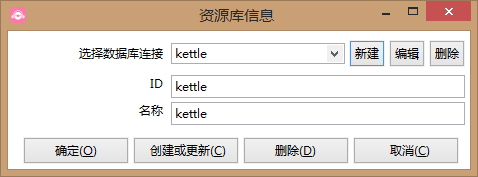 资源库信息
选择数据库连接 kettle 新建 编辑 删除
ID kettle
名称 kettle
确定(O) 创建或更新(C) 删除(D) 取消(C)